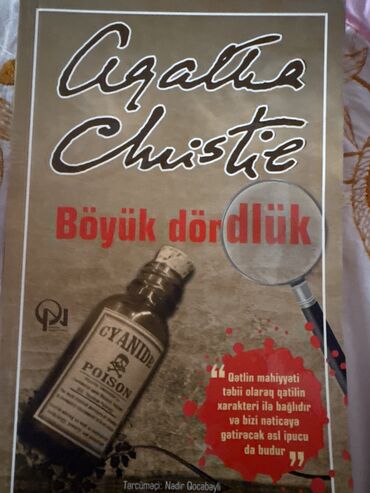 Agatha
Christie
Böyük dördlük
CYANIDE
POISON
"Qətlin mahiyyəti
təbii olaraq qatilin
xarakteri ilə bağlıdır
və bizi nəticəyə
gətirəcək əsl ipucu
da budur"
Tərcüməçi: Nadir Qocabəyli